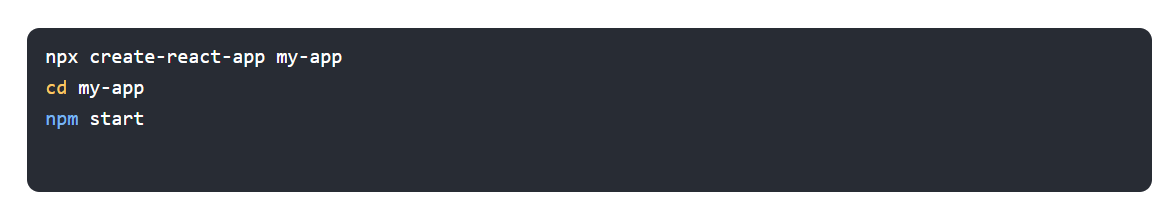 npx create-react-app my-app
cd my-app
npm start